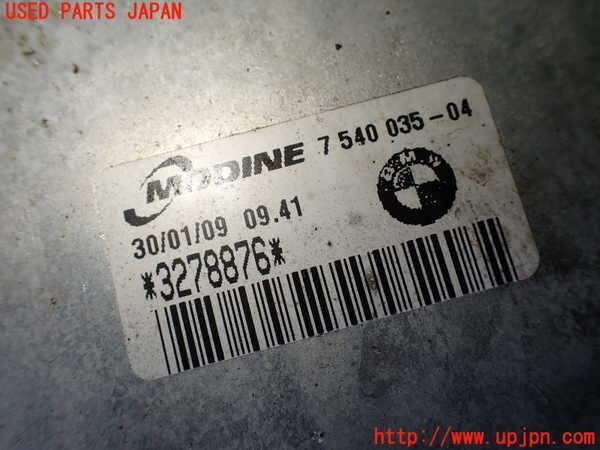 USED PARTS JAPAN
MODINE 7 540 035-04
BMW
30/01/09 09.41
*3278876*
http://www.upjpn.com/